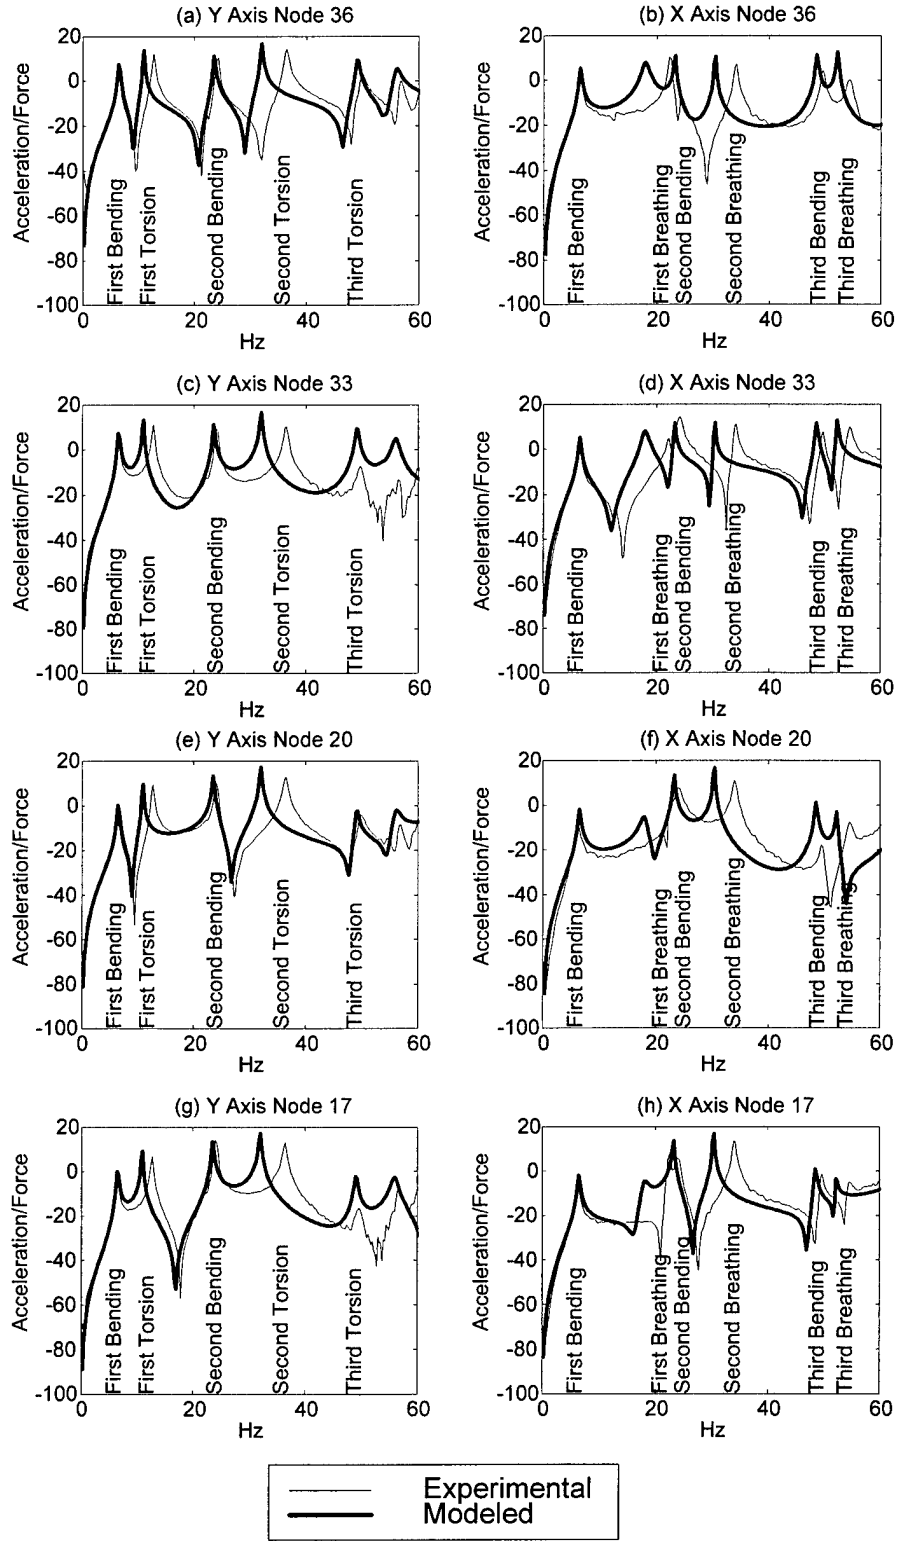 (a) Y Axis Node 36
20
0
-20
-40
-60
-80
-100
Acceleration/Force
First Bending
First Torsion
Second Bending
Second Torsion
Third Torsion
0 20 40 60
Hz
(b) X Axis Node 36
20
0
-20
-40
-60
-80
-100
Acceleration/Force
First Bending
First Breathing
Second Bending
Second Breathing
Third Bending
Third Breathing
0 20 40 60
Hz
(c) Y Axis Node 33
20
0
-20
-40
-60
-80
-100
Acceleration/Force
First Bending
First Torsion
Second Bending
Second Torsion
Third Torsion
0 20 40 60
Hz
(d) X Axis Node 33
20
0
-20
-40
-60
-80
-100
Acceleration/Force
First Bending
First Breathing
Second Bending
Second Breathing
Third Bending
Third Breathing
0 20 40 60
Hz
(e) Y Axis Node 20
20
0
-20
-40
-60
-80
-100
Acceleration/Force
First Bending
First Torsion
Second Bending
Second Torsion
Third Torsion
0 20 40 60
Hz
(f) X Axis Node 20
20
0
-20
-40
-60
-80
-100
Acceleration/Force
First Bending
First Breathing
Second Bending
Second Breathing
Third Bending
Third Breathing
0 20 40 60
Hz
(g) Y Axis Node 17
20
0
-20
-40
-60
-80
-100
Acceleration/Force
First Bending
First Torsion
Second Bending
Second Torsion
Third Torsion
0 20 40 60
Hz
(h) X Axis Node 17
20
0
-20
-40
-60
-80
-100
Acceleration/Force
First Bending
First Breathing
Second Bending
Second Breathing
Third Bending
Third Breathing
0 20 40 60
Hz
Experimental
Modeled